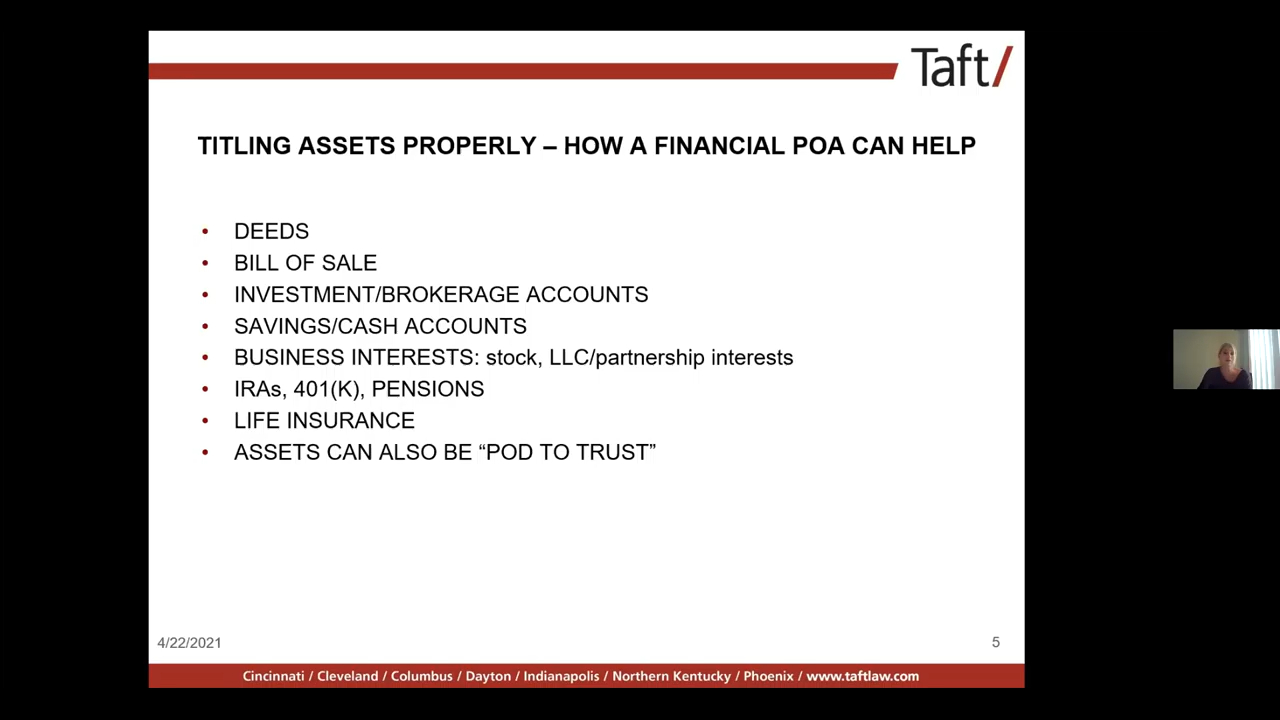 Taft/
TITLING ASSETS PROPERLY – HOW A FINANCIAL POA CAN HELP
• DEEDS
• BILL OF SALE
• INVESTMENT/BROKERAGE ACCOUNTS
• SAVINGS/CASH ACCOUNTS
• BUSINESS INTERESTS: stock, LLC/partnership interests
• IRAs, 401(K), PENSIONS
• LIFE INSURANCE
• ASSETS CAN ALSO BE “POD TO TRUST”
4/22/2021
5
Cincinnati / Cleveland / Columbus / Dayton / Indianapolis / Northern Kentucky / Phoenix / www.taftlaw.com